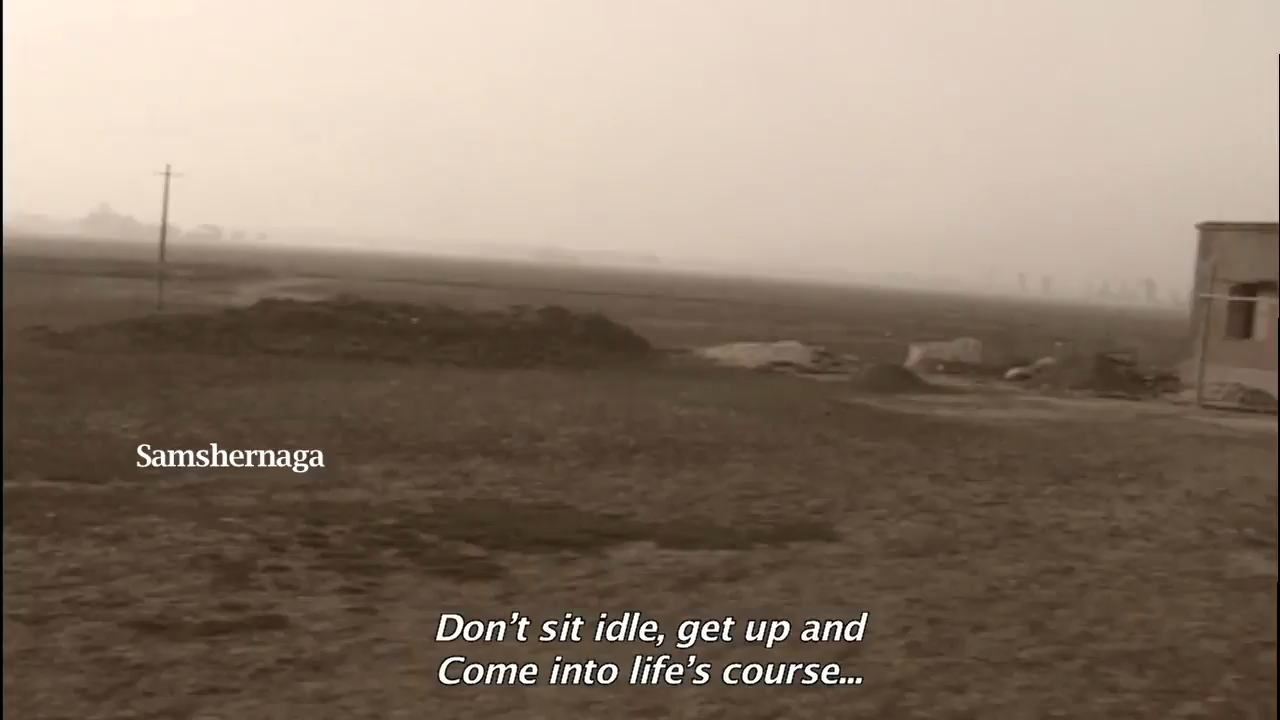 Samshernaga
Don't sit idle, get up and
Come into life's course...